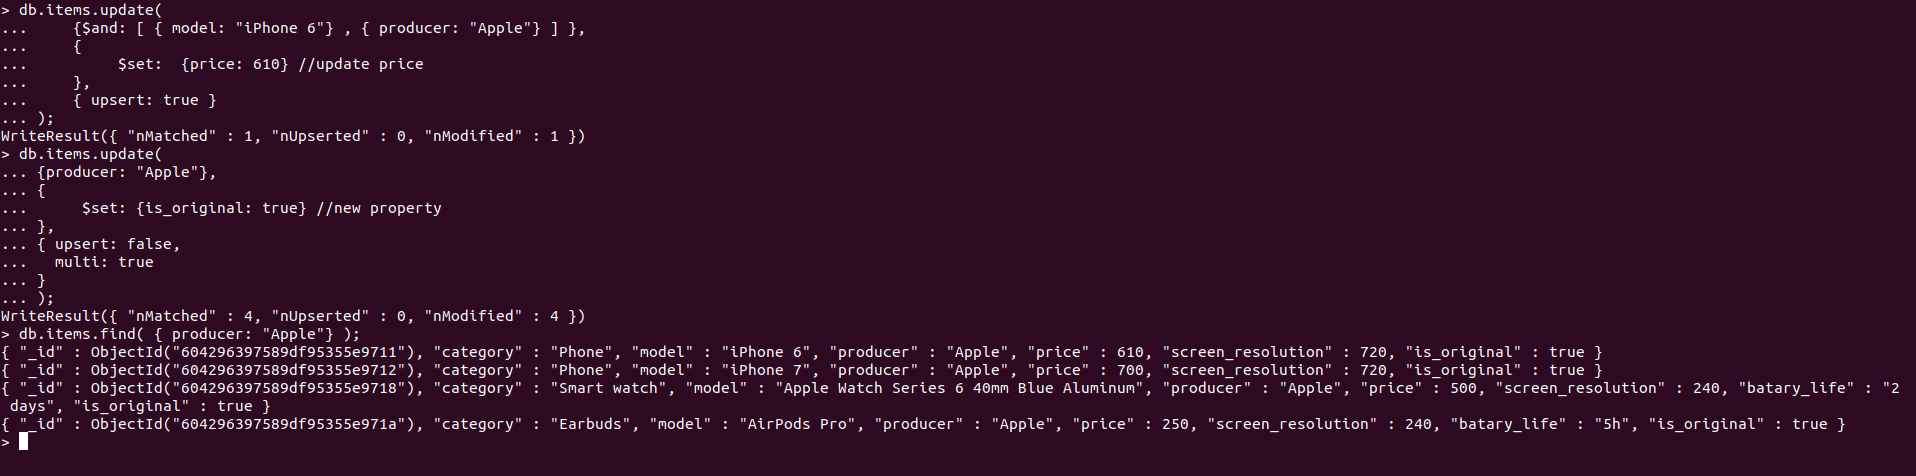 > db.items.update(
...     {$and: [ { model: "iPhone 6"} , { producer: "Apple"} ] },
...     {
...          $set:  {price: 610} //update price
...     },
...     { upsert: true }
... );
WriteResult({ "nMatched" : 1, "nUpserted" : 0, "nModified" : 1 })
> db.items.update(
... {producer: "Apple"},
... {
...      $set: {is_original: true} //new property
... },
... { upsert: false,
...   multi: true
... }
... );
WriteResult({ "nMatched" : 4, "nUpserted" : 0, "nModified" : 4 })
> db.items.find( { producer: "Apple"} );
{ "_id" : ObjectId("604296397589df95355e9711"), "category" : "Phone", "model" : "iPhone 6", "producer" : "Apple", "price" : 610, "screen_resolution" : 720, "is_original" : true }
{ "_id" : ObjectId("604296397589df95355e9712"), "category" : "Phone", "model" : "iPhone 7", "producer" : "Apple", "price" : 700, "screen_resolution" : 720, "is_original" : true }
{ "_id" : ObjectId("604296397589df95355e9718"), "category" : "Smart watch", "model" : "Apple Watch Series 6 40mm Blue Aluminum", "producer" : "Apple", "price" : 500, "screen_resolution" : 240, "batary_life" : "2
 days", "is_original" : true }
{ "_id" : ObjectId("604296397589df95355e971a"), "category" : "Earbuds", "model" : "AirPods Pro", "producer" : "Apple", "price" : 250, "screen_resolution" : 240, "batary_life" : "5h", "is_original" : true }
>